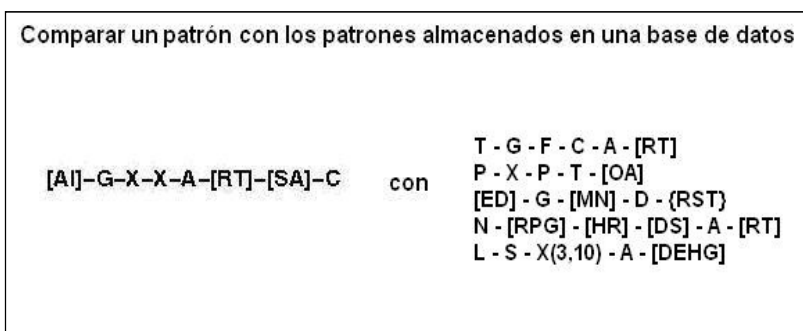 Comparar un patrón con los patrones almacenados en una base de datos
[AI]–G–X–X–A–[RT]–[SA]–C
con
T - G - F - C - A - [RT]
P - X - P - T - [OA]
[ED] - G - [MN] - D - {RST}
N - [RPG] - [HR] - [DS] - A - [RT]
L - S - X(3,10) - A - [DEHG]